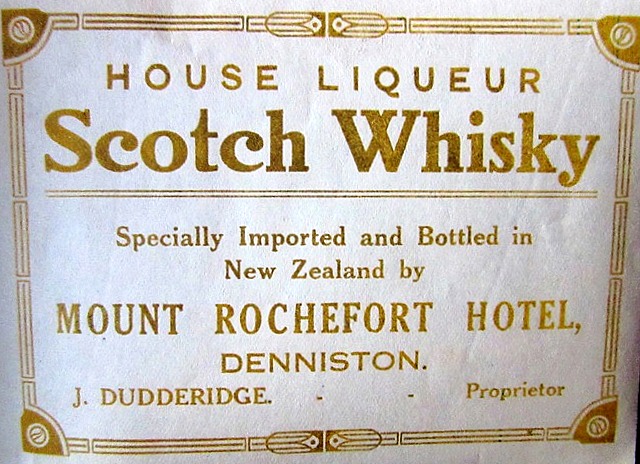 HOUSE LIQUEUR
Scotch Whisky
Specially Imported and Bottled in
New Zealand by
MOUNT ROCHEFORT HOTEL,
DENNISTON.
J. DUDDERIDGE. - - Proprietor